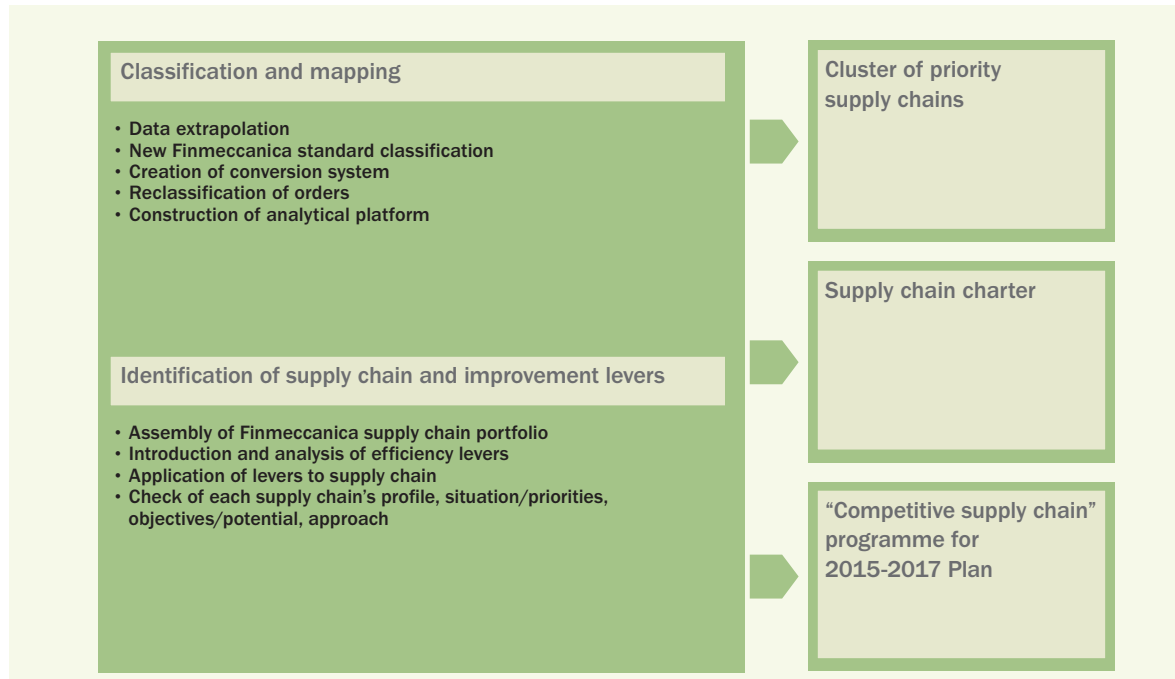 Classification and mapping
• Data extrapolation
• New Finmeccanica standard classification
• Creation of conversion system
• Reclassification of orders
• Construction of analytical platform
Identification of supply chain and improvement levers
• Assembly of Finmeccanica supply chain portfolio
• Introduction and analysis of efficiency levers
• Application of levers to supply chain
• Check of each supply chain’s profile, situation/priorities,
objectives/potential, approach
Cluster of priority
supply chains
Supply chain charter
“Competitive supply chain”
programme for
2015-2017 Plan